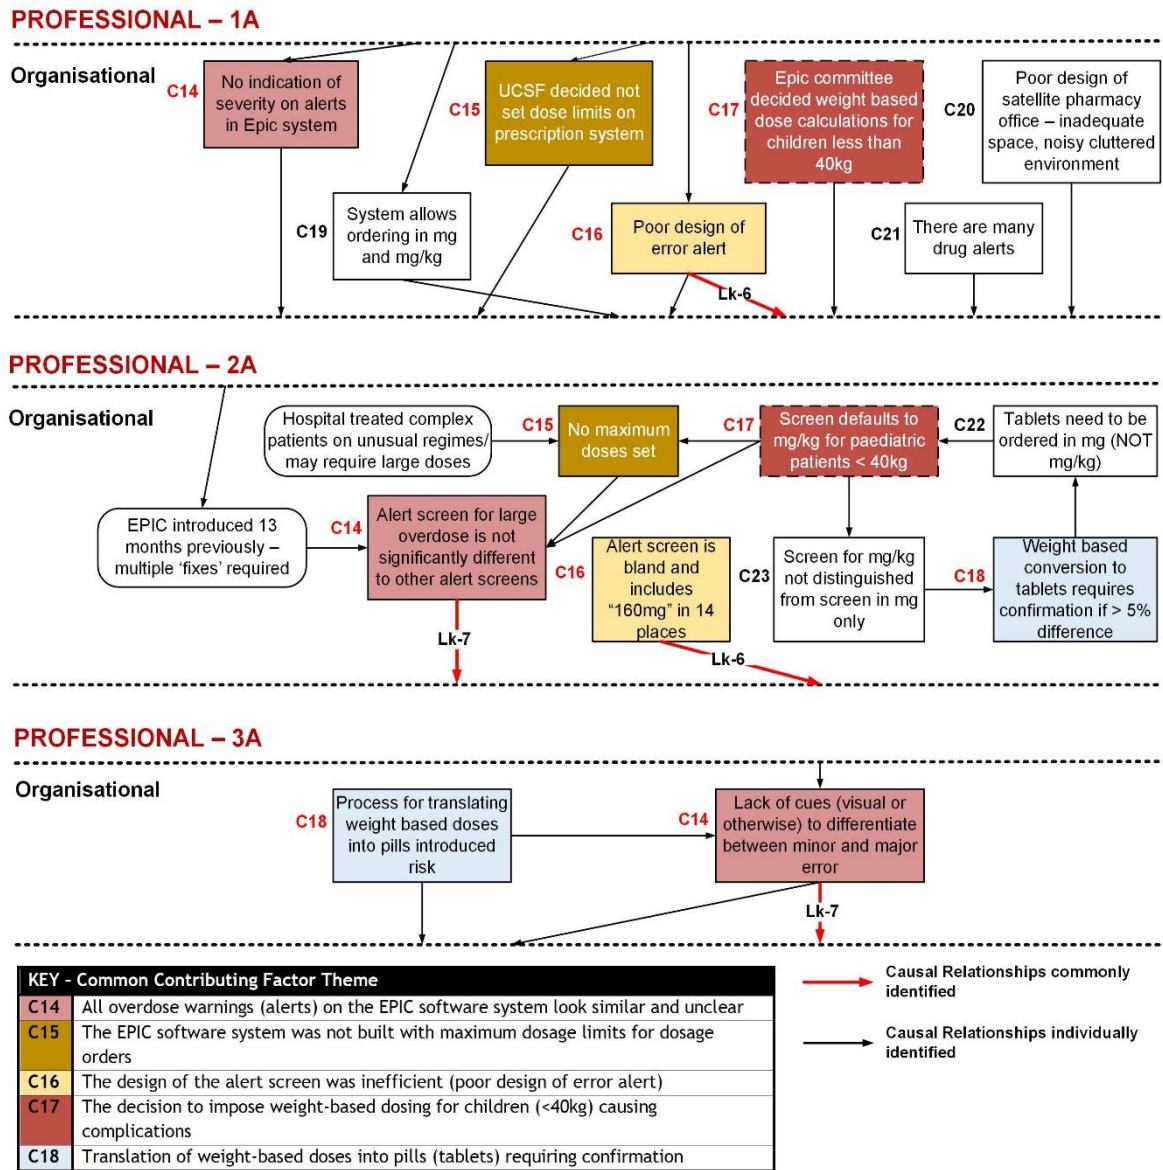 PROFESSIONAL – 1A
Organisational
C14
No indication of
severity on alerts
in Epic system
C15
UCSF decided not
set dose limits on
prescription system
C17
Epic committee
decided weight based
dose calculations for
children less than
40kg
C20
Poor design of
satellite pharmacy
office – inadequate
space, noisy cluttered
environment
C19
System allows
ordering in mg
and mg/kg
C16
Poor design of
error alert
C21
There are many
drug alerts
Lk-6
PROFESSIONAL – 2A
Organisational
Hospital treated complex
patients on unusual regimes/
may require large doses
C15
No maximum
doses set
C17
Screen defaults to
mg/kg for paediatric
patients < 40kg
C22
Tablets need to be
ordered in mg (NOT
mg/kg)
EPIC introduced 13
months previously –
multiple ‘fixes’ required
C14
Alert screen for large
overdose is not
significantly different
to other alert screens
C16
Alert screen is
bland and
includes
“160mg” in 14
places
C23
Screen for mg/kg
not distinguished
from screen in mg
only
C18
Weight based
conversion to
tablets requires
confirmation if > 5%
difference
Lk-7
Lk-6
PROFESSIONAL – 3A
Organisational
C18
Process for translating
weight based doses
into pills introduced
risk
C14
Lack of cues (visual or
otherwise) to differentiate
between minor and major
error
Lk-7
KEY - Common Contributing Factor Theme
C14 All overdose warnings (alerts) on the EPIC software system look similar and unclear
C15 The EPIC software system was not built with maximum dosage limits for dosage
orders
C16 The design of the alert screen was inefficient (poor design of error alert)
C17 The decision to impose weight-based dosing for children (<40kg) causing
complications
C18 Translation of weight-based doses into pills (tablets) requiring confirmation
Causal Relationships commonly
identified
Causal Relationships individually
identified